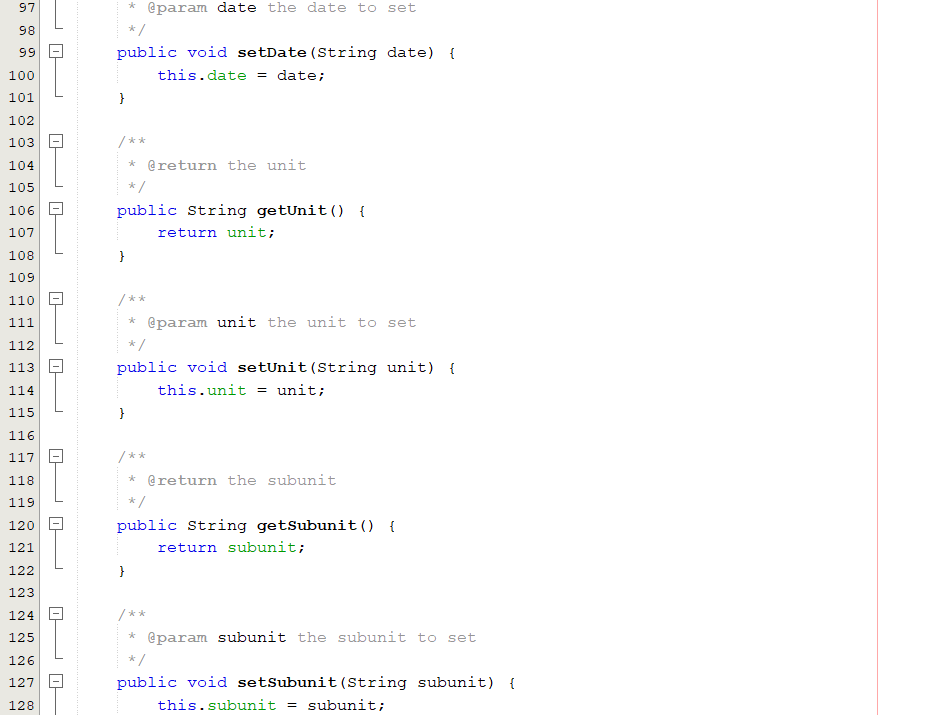 97 * @param date the date to set
98 */
99 public void setDate(String date) {
100 this.date = date;
101 }
102
103 /**
104 * @return the unit
105 */
106 public String getUnit() {
107 return unit;
108 }
109
110 /**
111 * @param unit the unit to set
112 */
113 public void setUnit(String unit) {
114 this.unit = unit;
115 }
116
117 /**
118 * @return the subunit
119 */
120 public String getSubunit() {
121 return subunit;
122 }
123
124 /**
125 * @param subunit the subunit to set
126 */
127 public void setSubunit(String subunit) {
128 this.subunit = subunit;